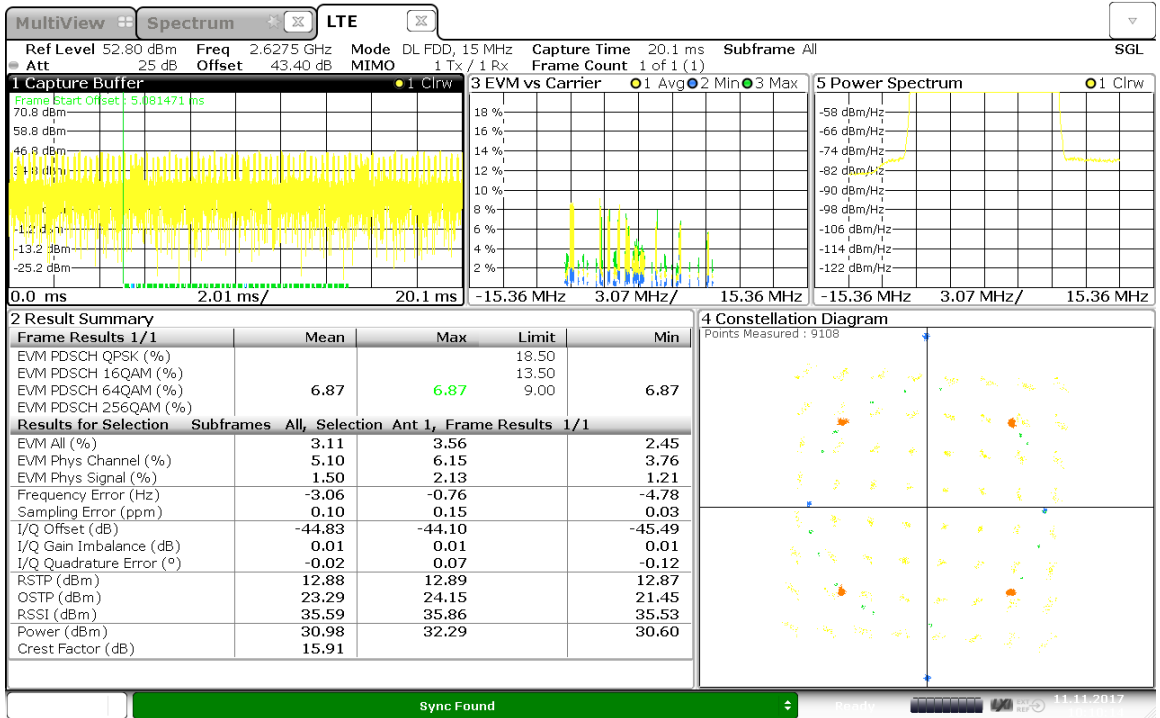 MultiView Spectrum X LTE X
Ref Level 52.80 dBm Freq 2.6275 GHz Mode DL FDD, 15 MHz Capture Time 20.1 ms Subframe All SGL
Att 25 dB Offset 43.40 dB MIMO 1 Tx / 1 Rx Frame Count 1 of 1 (1)
1 Capture Buffer 1 Clrw
Frame Start Offset : 5.081471 ms
70.8 dBm
58.8 dBm
46.8 dBm
34.8 dBm
-1.2 dBm
-13.2 dBm
-25.2 dBm
0.0 ms 2.01 ms/ 20.1 ms
3 EVM vs Carrier 1 Avg 2 Min 3 Max
18 %
16 %
14 %
12 %
10 %
8 %
6 %
4 %
2 %
-15.36 MHz 3.07 MHz/ 15.36 MHz
5 Power Spectrum 1 Clrw
-58 dBm/Hz
-66 dBm/Hz
-74 dBm/Hz
-82 dBm/Hz
-90 dBm/Hz
-98 dBm/Hz
-106 dBm/Hz
-114 dBm/Hz
-122 dBm/Hz
-15.36 MHz 3.07 MHz/ 15.36 MHz
2 Result Summary
Frame Results 1/1 Mean Max Limit Min
EVM PDSCH QPSK (%) 18.50
EVM PDSCH 16QAM (%) 13.50
EVM PDSCH 64QAM (%) 6.87 6.87 9.00 6.87
EVM PDSCH 256QAM (%)
Results for Selection Subframes All, Selection Ant 1, Frame Results 1/1
EVM All (%) 3.11 3.56 2.45
EVM Phys Channel (%) 5.10 6.15 3.76
EVM Phys Signal (%) 1.50 2.13 1.21
Frequency Error (Hz) -3.06 -0.76 -4.78
Sampling Error (ppm) 0.10 0.15 0.03
I/Q Offset (dB) -44.83 -44.10 -45.49
I/Q Gain Imbalance (dB) 0.01 0.01 0.01
I/Q Quadrature Error (°) -0.02 0.07 -0.12
RSTP (dBm) 12.88 12.89 12.87
OSTP (dBm) 23.29 24.15 21.45
RSSI (dBm) 35.59 35.86 35.53
Power (dBm) 30.98 32.29 30.60
Crest Factor (dB) 15.91
4 Constellation Diagram
Points Measured : 9108
Sync Found
Ready
11.11.2017